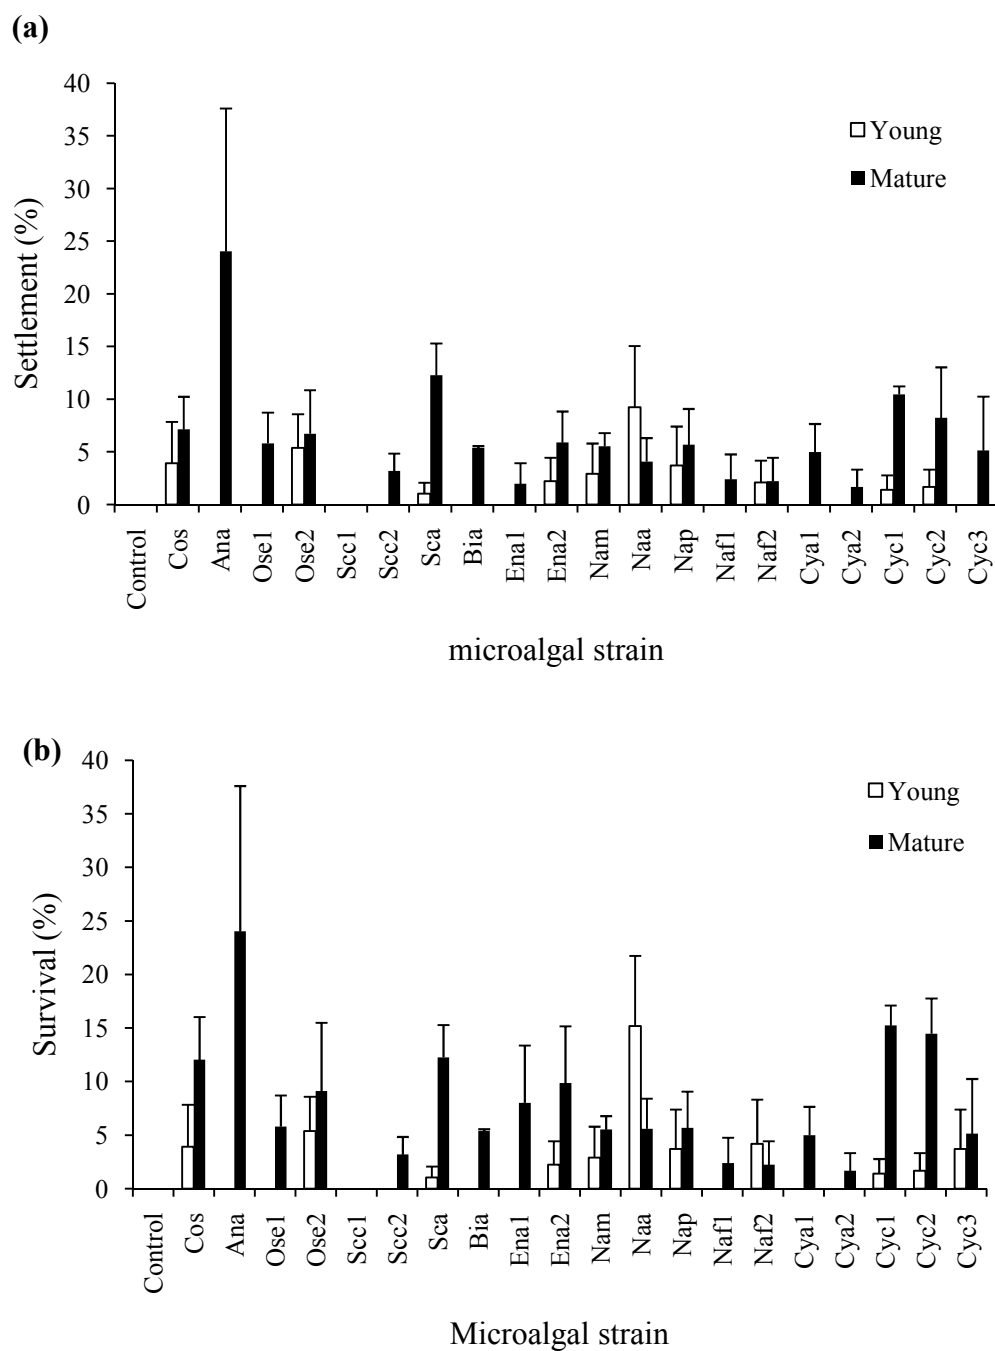 (a)
40
35
30
25
20
15
10
5
0
Settlement (%)
Young
Mature
Control Cos Ana Ose1 Ose2 Scc1 Scc2 Sca Bia Ena1 Ena2 Nam Naa Nap Naf1 Naf2 Cya1 Cya2 Cyc1 Cyc2 Cyc3
microalgal strain
(b)
40
35
30
25
20
15
10
5
0
Survival (%)
Young
Mature
Control Cos Ana Ose1 Ose2 Scc1 Scc2 Sca Bia Ena1 Ena2 Nam Naa Nap Naf1 Naf2 Cya1 Cya2 Cyc1 Cyc2 Cyc3
Microalgal strain